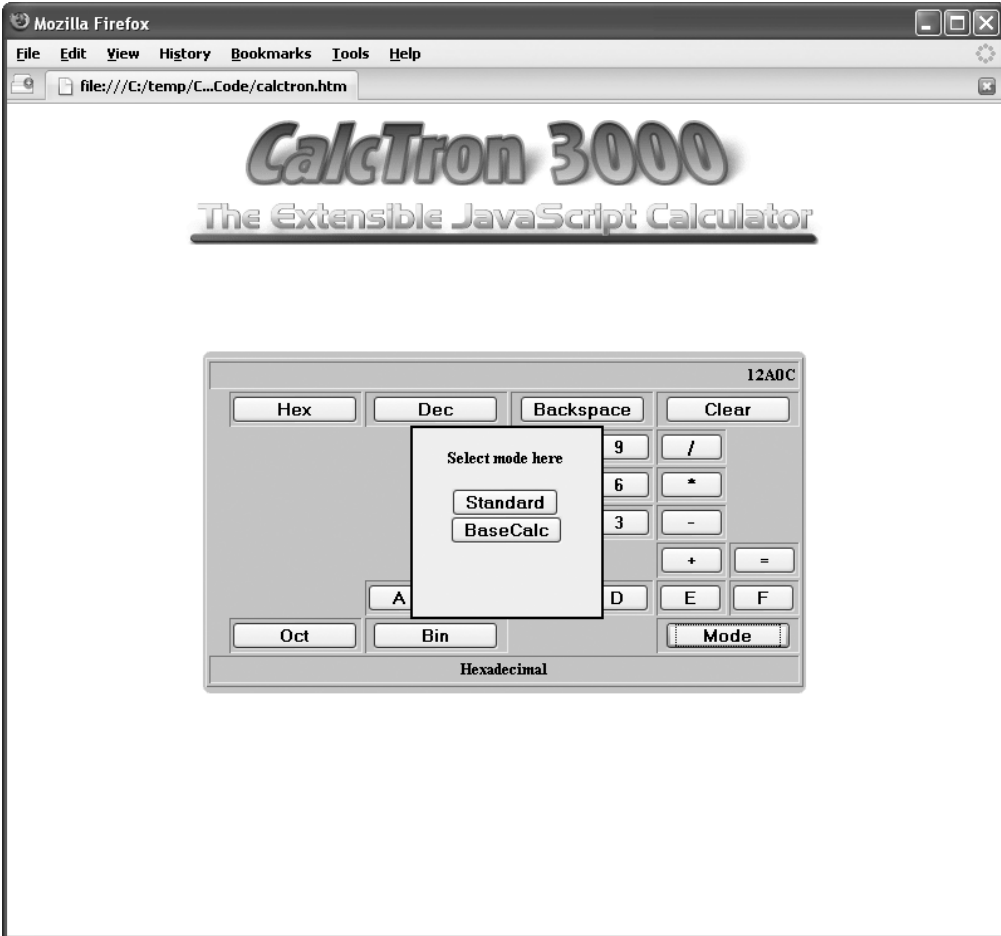 Mozilla Firefox
File Edit View History Bookmarks Tools Help
file:///C:/temp/C...Code/calctron.htm
CalcTron 3000
The Extensible JavaScript Calculator
12A0C
Hex Dec Backspace Clear
9 /
Select mode here
6 *
Standard
3 -
BaseCalc
+ =
A D E F
Oct Bin Mode
Hexadecimal